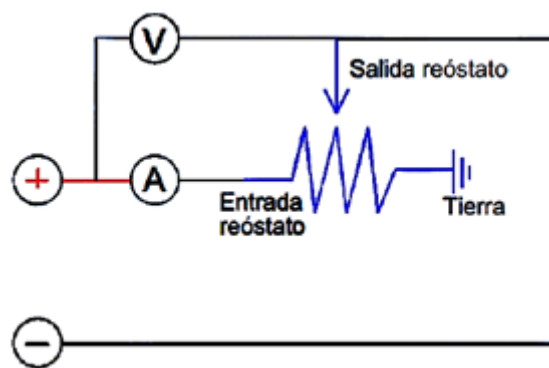 V
Salida reóstato
+
A
Entrada
reóstato
Tierra
−